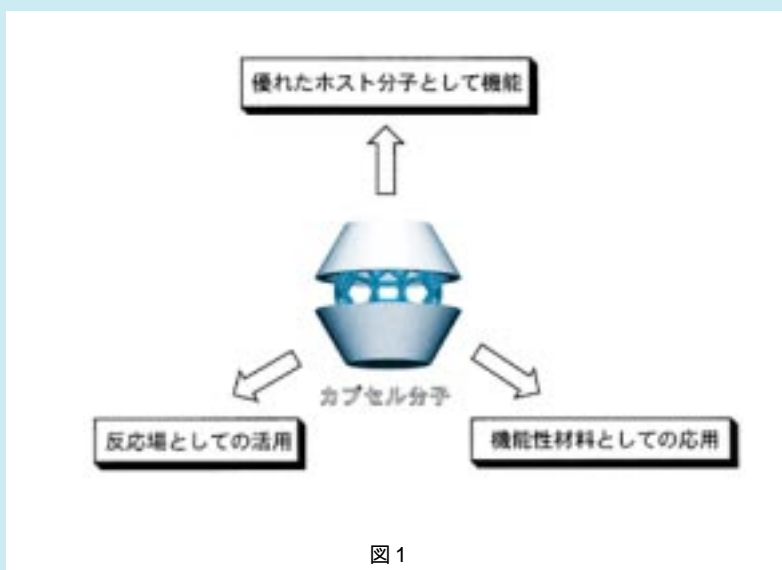 優れたホスト分子として機能
カプセル分子
反応場としての活用
機能性材料としての応用
図1